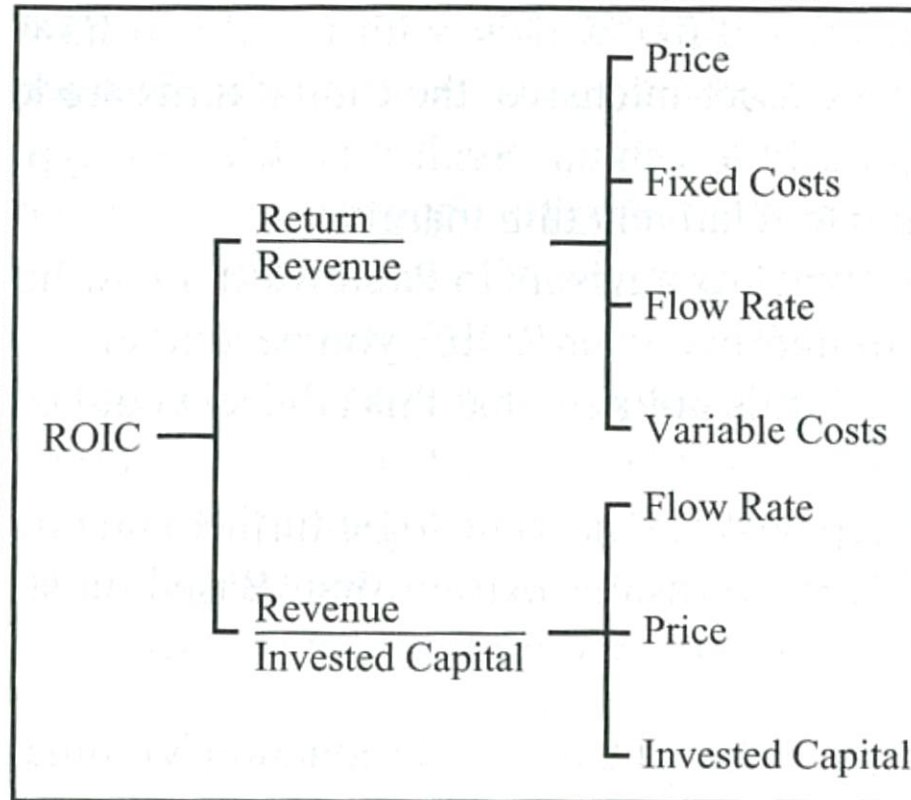 Price
Fixed Costs
Return
Revenue
Flow Rate
ROIC
Variable Costs
Flow Rate
Revenue
Invested Capital
Price
Invested Capital